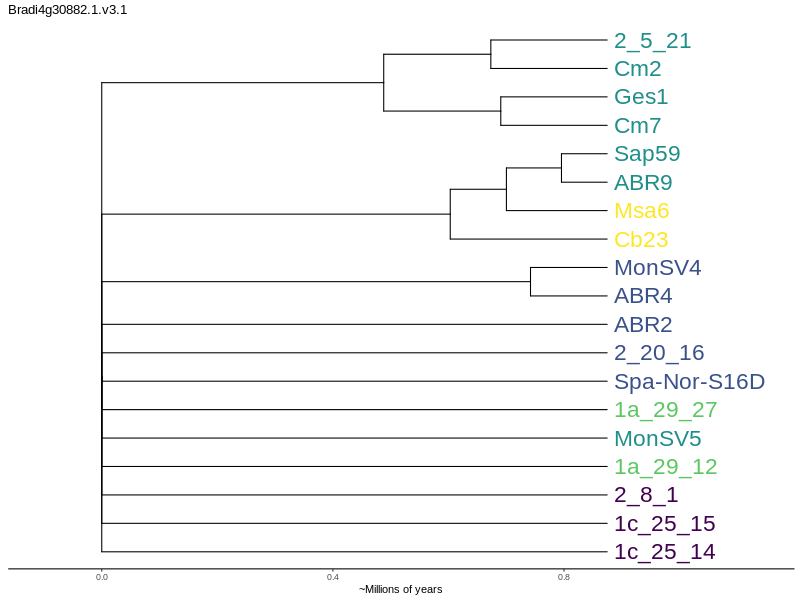 Bradi4g30882.1.v3.1
2_5_21
Cm2
Ges1
Cm7
Sap59
ABR9
Msa6
Cb23
MonSV4
ABR4
ABR2
2_20_16
Spa-Nor-S16D
1a_29_27
MonSV5
1a_29_12
2_8_1
1c_25_15
1c_25_14
0.0 0.4 0.8
~Millions of years